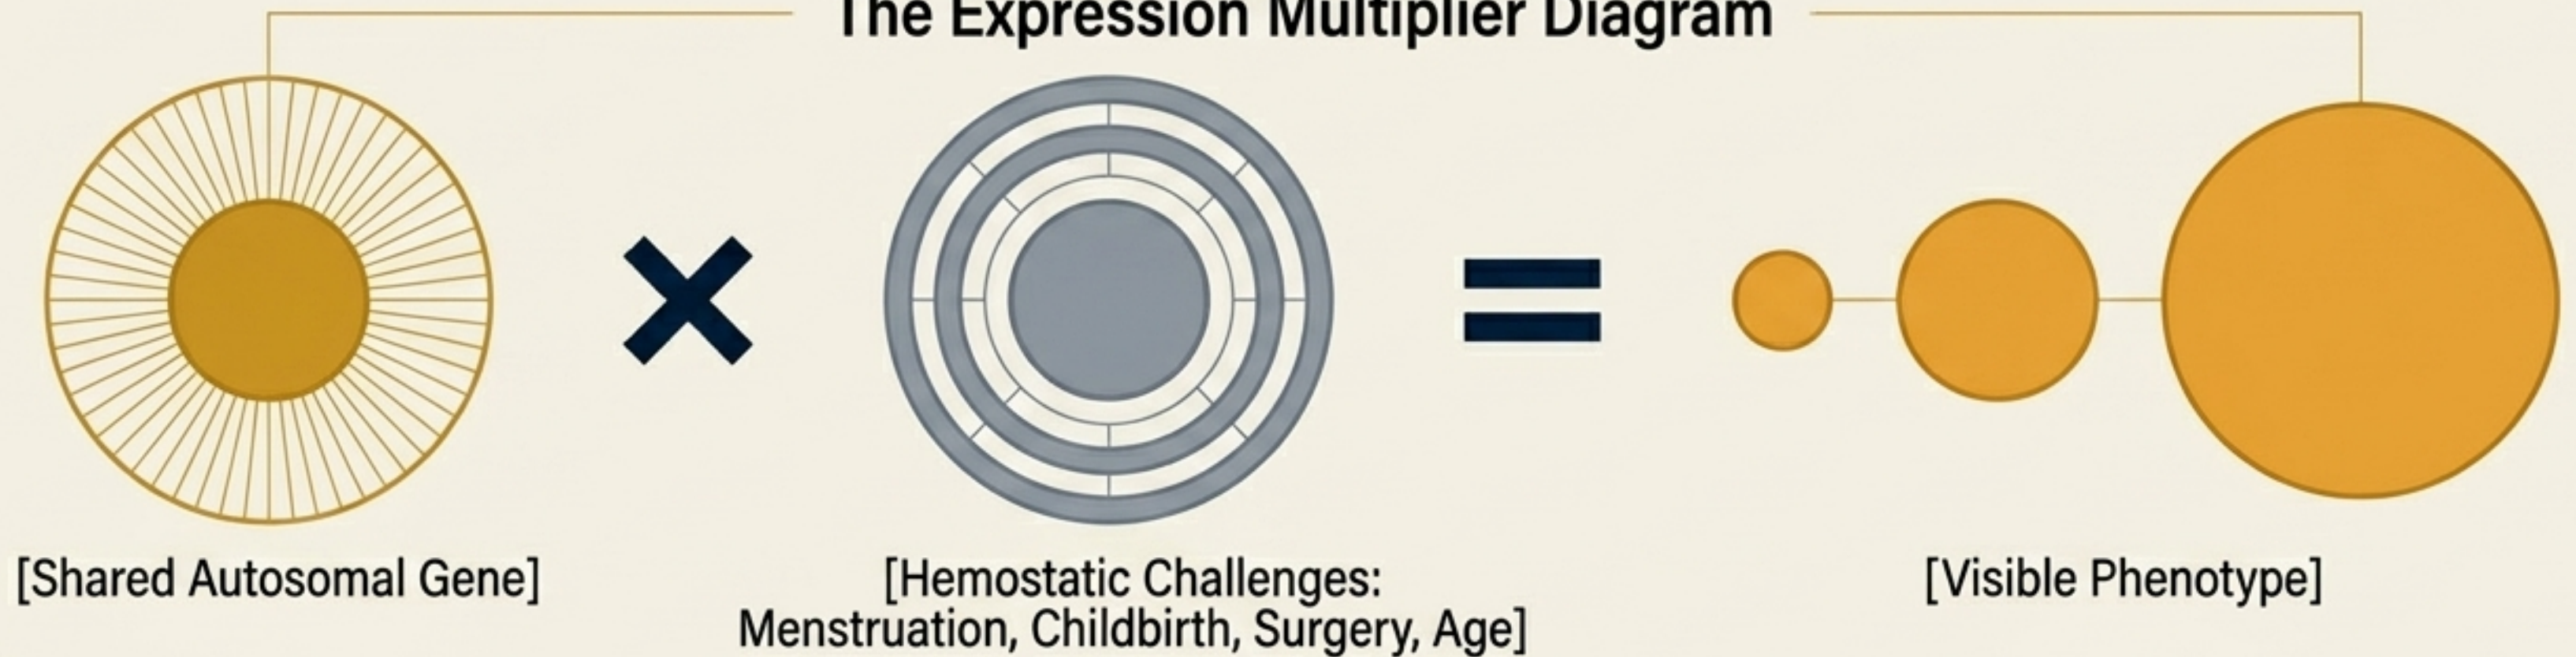 The Expression Multiplier Diagram
[Shared Autosomal Gene]
[Hemostatic Challenges:
Menstruation, Childbirth, Surgery, Age]
[Visible Phenotype]